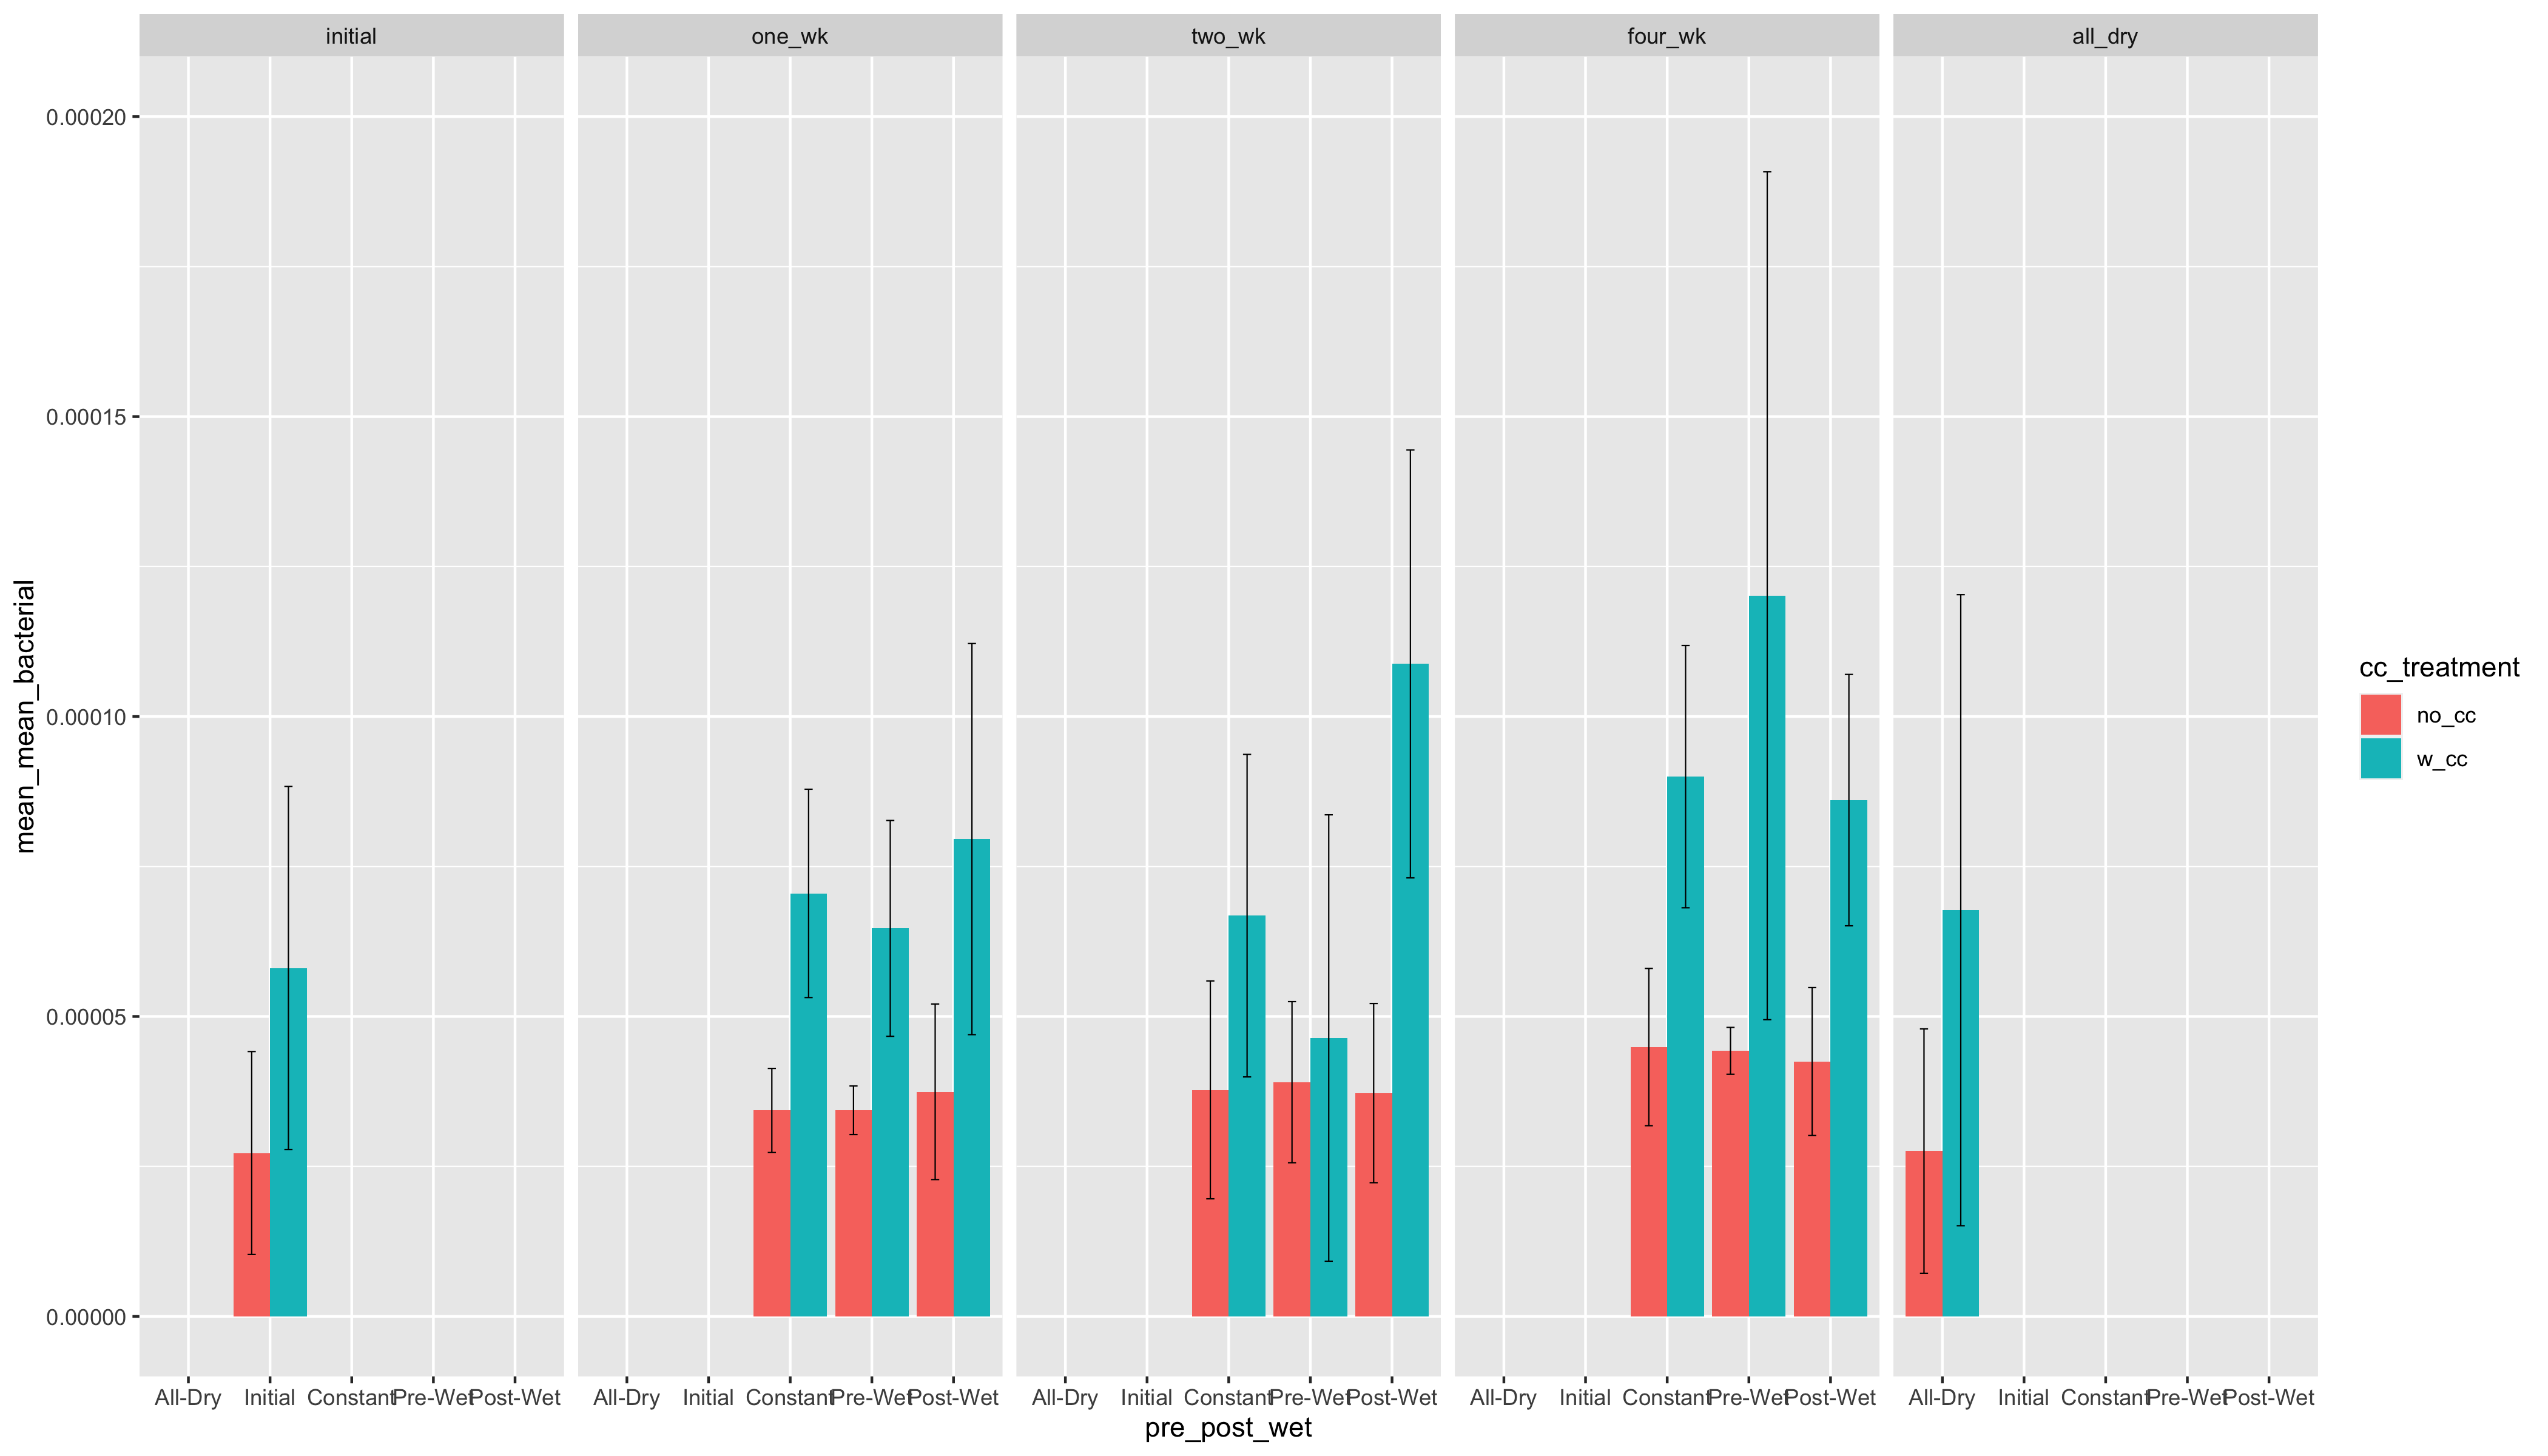 initial one_wk two_wk four_wk all_dry
0.00020
0.00015
0.00010
0.00005
0.00000
mean_mean_bacterial
All-Dry Initial Constant Pre-Wet Post-Wet All-Dry Initial Constant Pre-Wet Post-Wet All-Dry Initial Constant Pre-Wet Post-Wet All-Dry Initial Constant Pre-Wet Post-Wet All-Dry Initial Constant Pre-Wet Post-Wet
pre_post_wet
cc_treatment
no_cc
w_cc